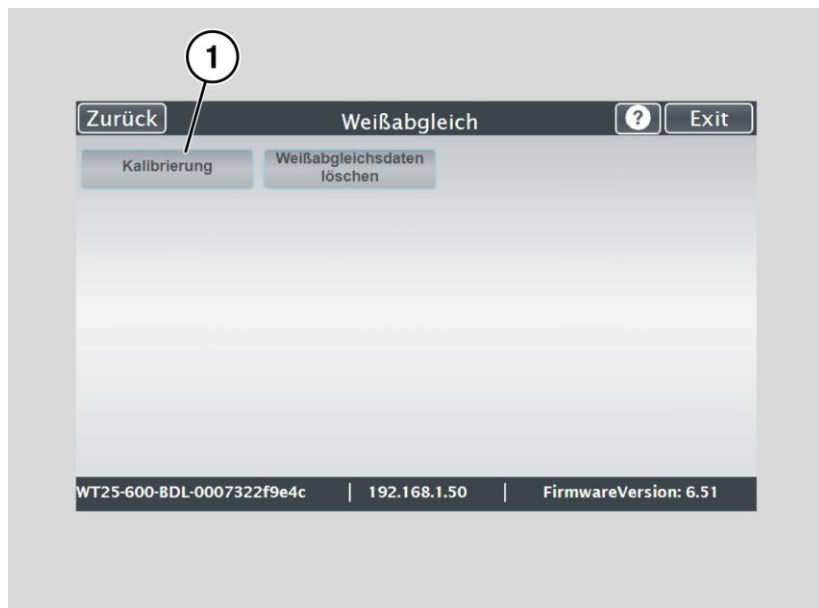 1
Zurück Weißabgleich ? Exit
Kalibrierung Weißabgleichsdaten
löschen
WT25-600-BDL-0007322f9e4c | 192.168.1.50 | FirmwareVersion: 6.51